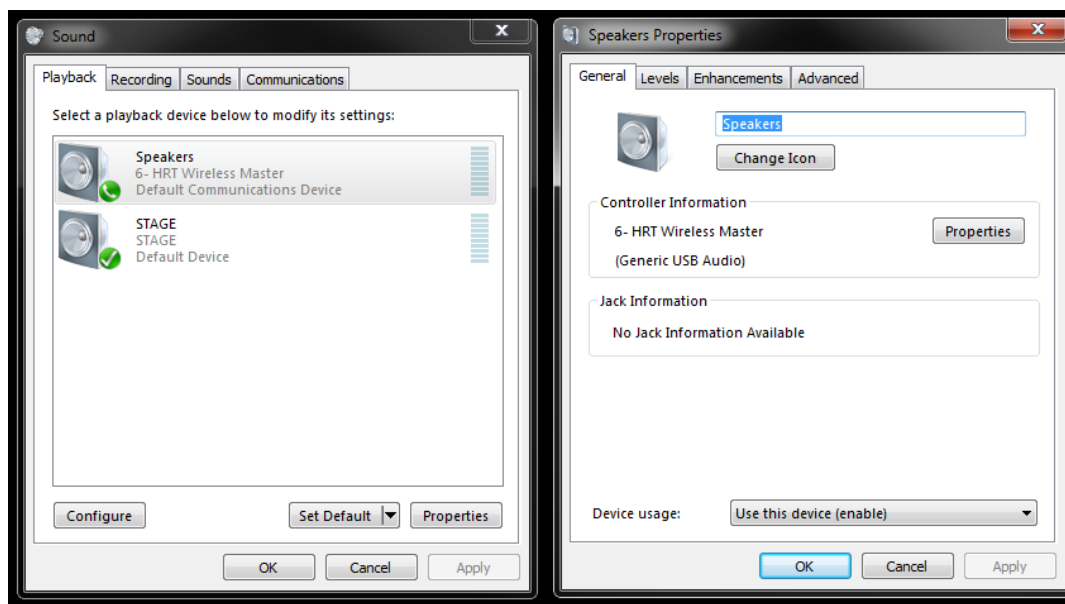 Sound
x
Playback Recording Sounds Communications
Select a playback device below to modify its settings:
Speakers
6- HRT Wireless Master
Default Communications Device
STAGE
STAGE
Default Device
Configure Set Default Properties
OK Cancel Apply
Speakers Properties
x
General Levels Enhancements Advanced
Speakers
Change Icon
Controller Information
6- HRT Wireless Master Properties
(Generic USB Audio)
Jack Information
No Jack Information Available
Device usage: Use this device (enable)
OK Cancel Apply